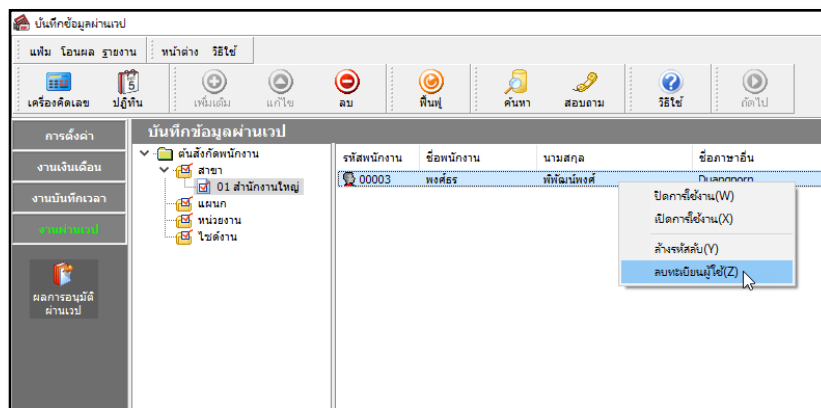 บันทึกข้อมูลผ่านเวป
แฟ้ม โอนผล รายงาน หน้าต่าง วิธีใช้
5
เครื่องคิดเลข ปฎิทิน เพิ่มเติม แก้ไข ลบ ฟื้นฟู ค้นหา สอบถาม วิธีใช้ ถัดไป
การตั้งค่า
งานเงินเดือน
งานบันทึกเวลา
งานผ่านเวป
ผลการอนุมัติ
ผ่านเวป
บันทึกข้อมูลผ่านเวป
ต้นสังกัดพนักงาน
สาขา
01 สำนักงานใหญ่
แผนก
หน่วยงาน
ไซด์งาน
รหัสพนักงาน ชื่อพนักงาน นามสกุล ชื่อภาษาอื่น
00003 พงศ์ธร พิพัฒน์พงศ์ Duangporn
ปิดการใช้งาน(W)
เปิดการใช้งาน(X)
ล้างรหัสลับ(Y)
ลบทะเบียนผู้ใช้(Z)